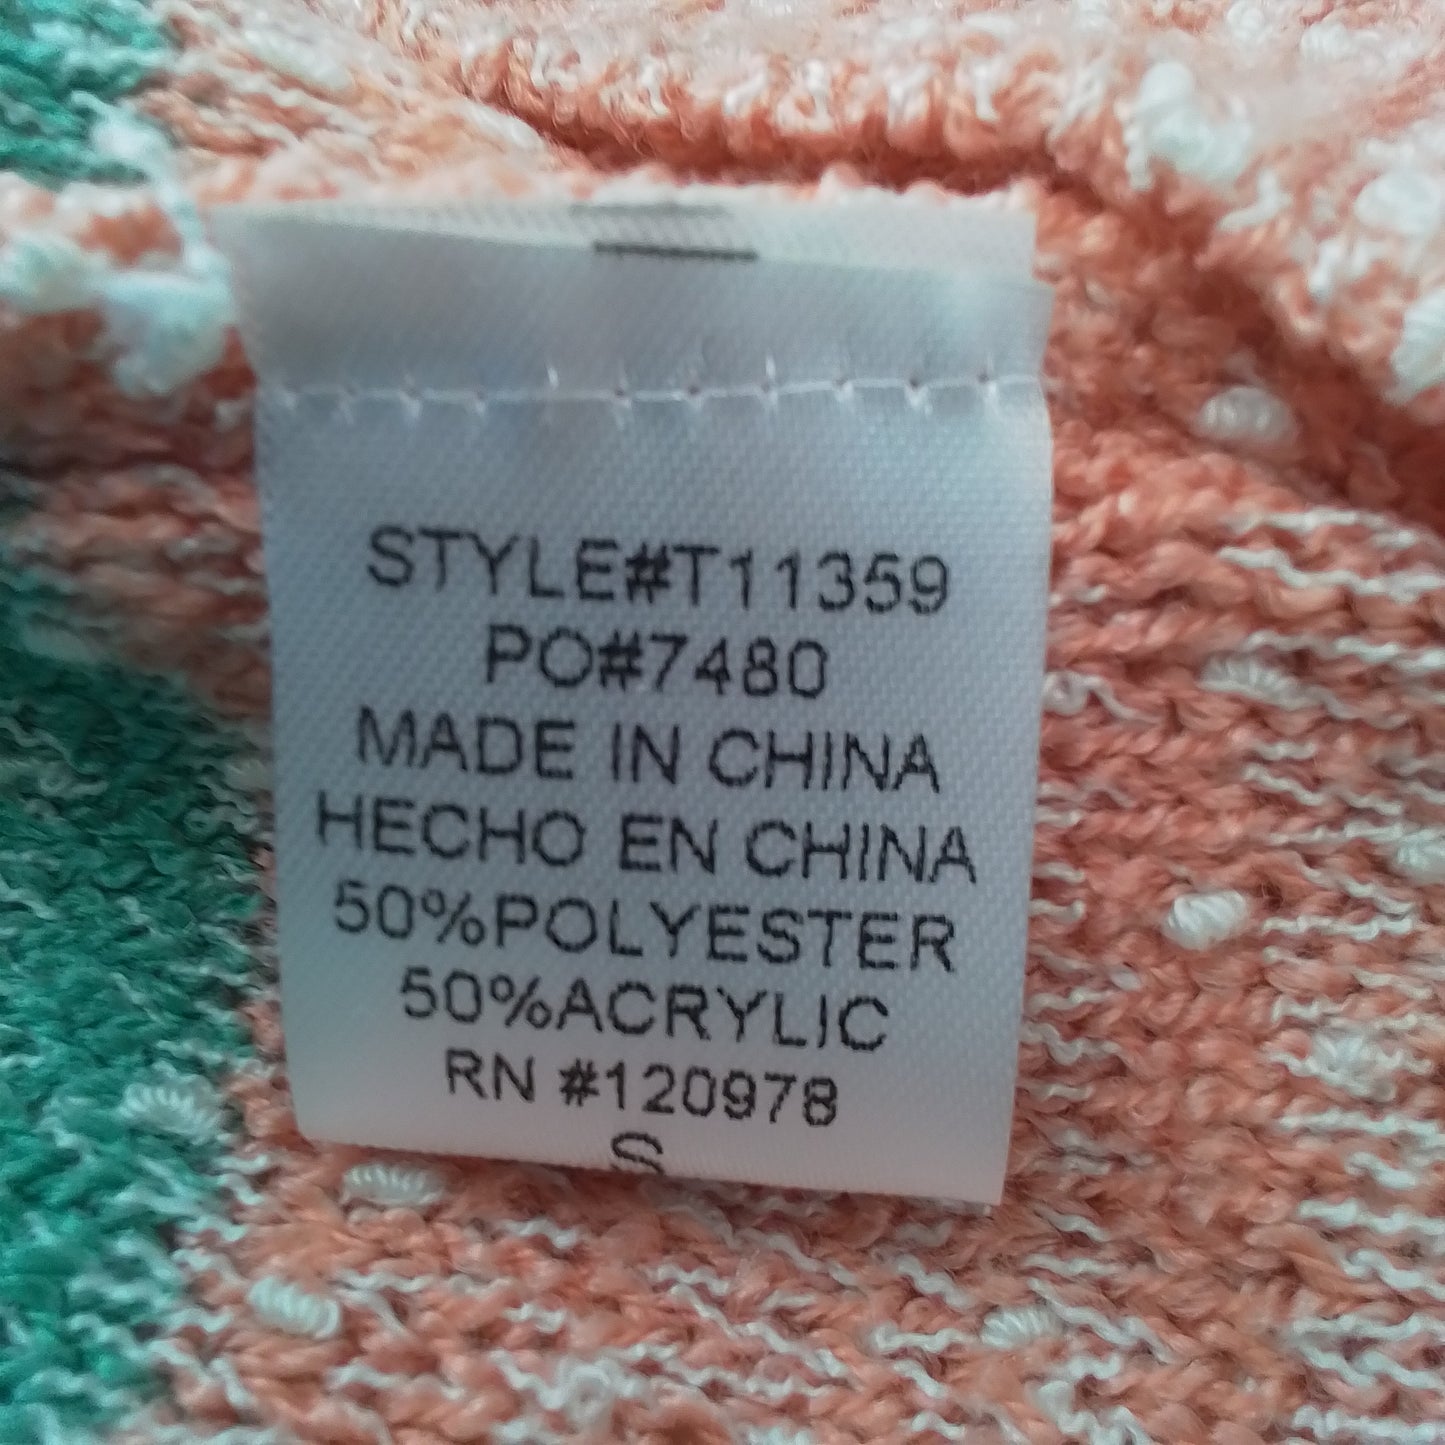 STYLE#T11359
PO#7480
MADE IN CHINA
HECHO EN CHINA
50%POLYESTER
50%ACRYLIC
RN #120978
S